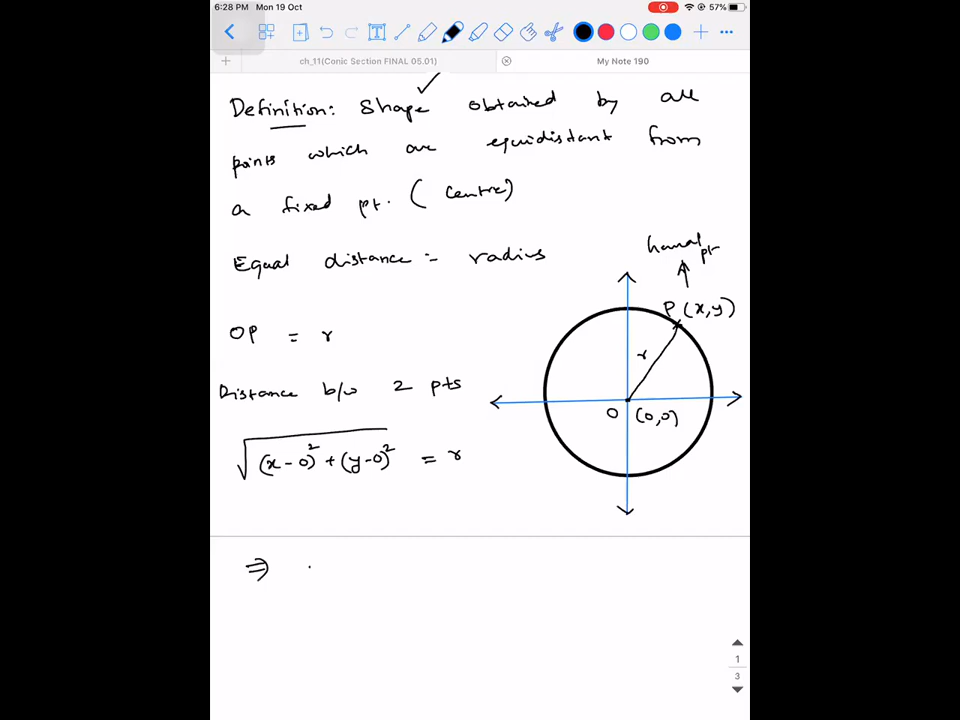 6:28 PM Mon 19 Oct
57%
ch_11(Conic Section FINAL 05.01)
My Note 190
Definition: Shape obtained by all
points which are equidistant from
a fixed pt. (centre)
Equal distance = radius
pt
P (x,y)
OP = r
r
Distance b/w 2 pts
O (0,0)
√(x-0)² + (y-0)² = r
⇒
1
3